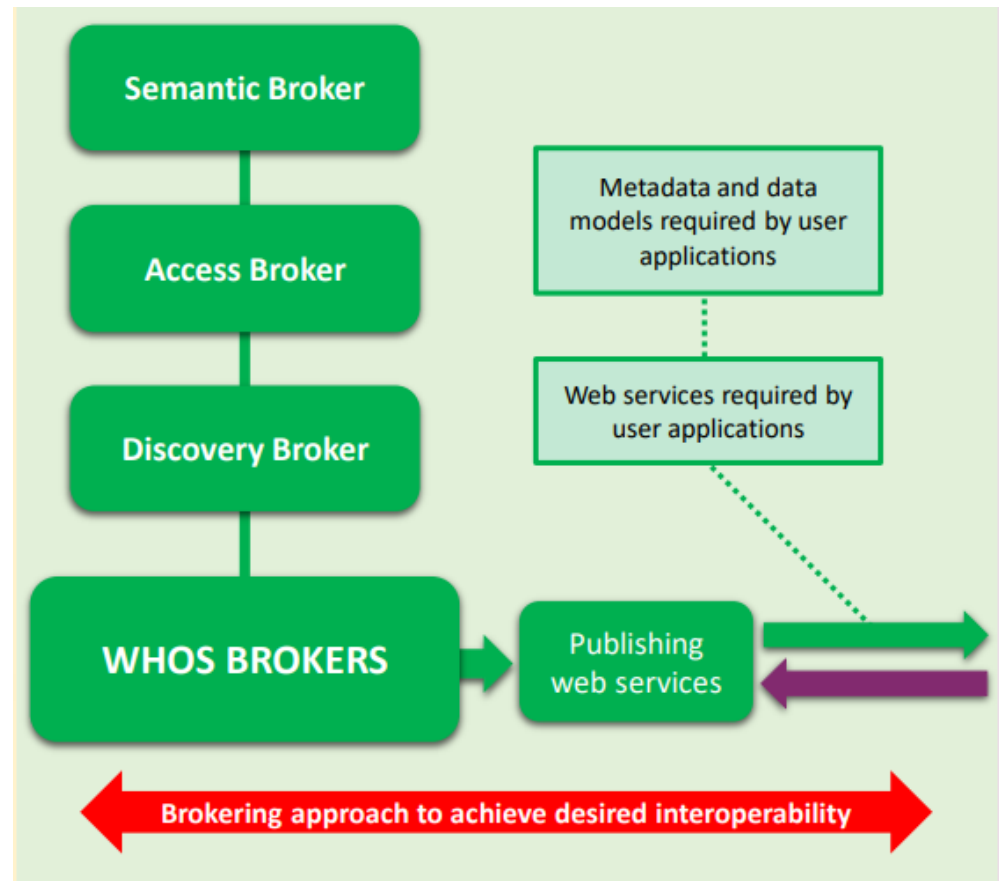 Semantic Broker
Access Broker
Discovery Broker
WHOS BROKERS
Metadata and data
models required by user
applications
Web services required by
user applications
Publishing
web services
Brokering approach to achieve desired interoperability